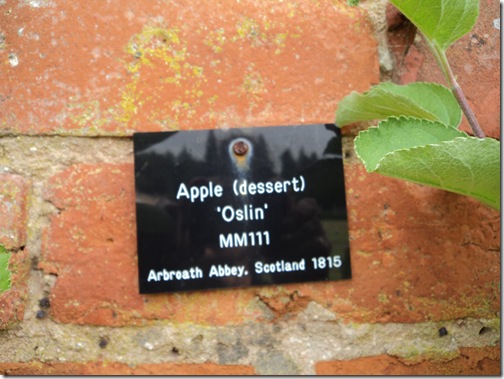 Apple (dessert)
'Oslin'
MM111
Arbroath Abbey, Scotland 1815